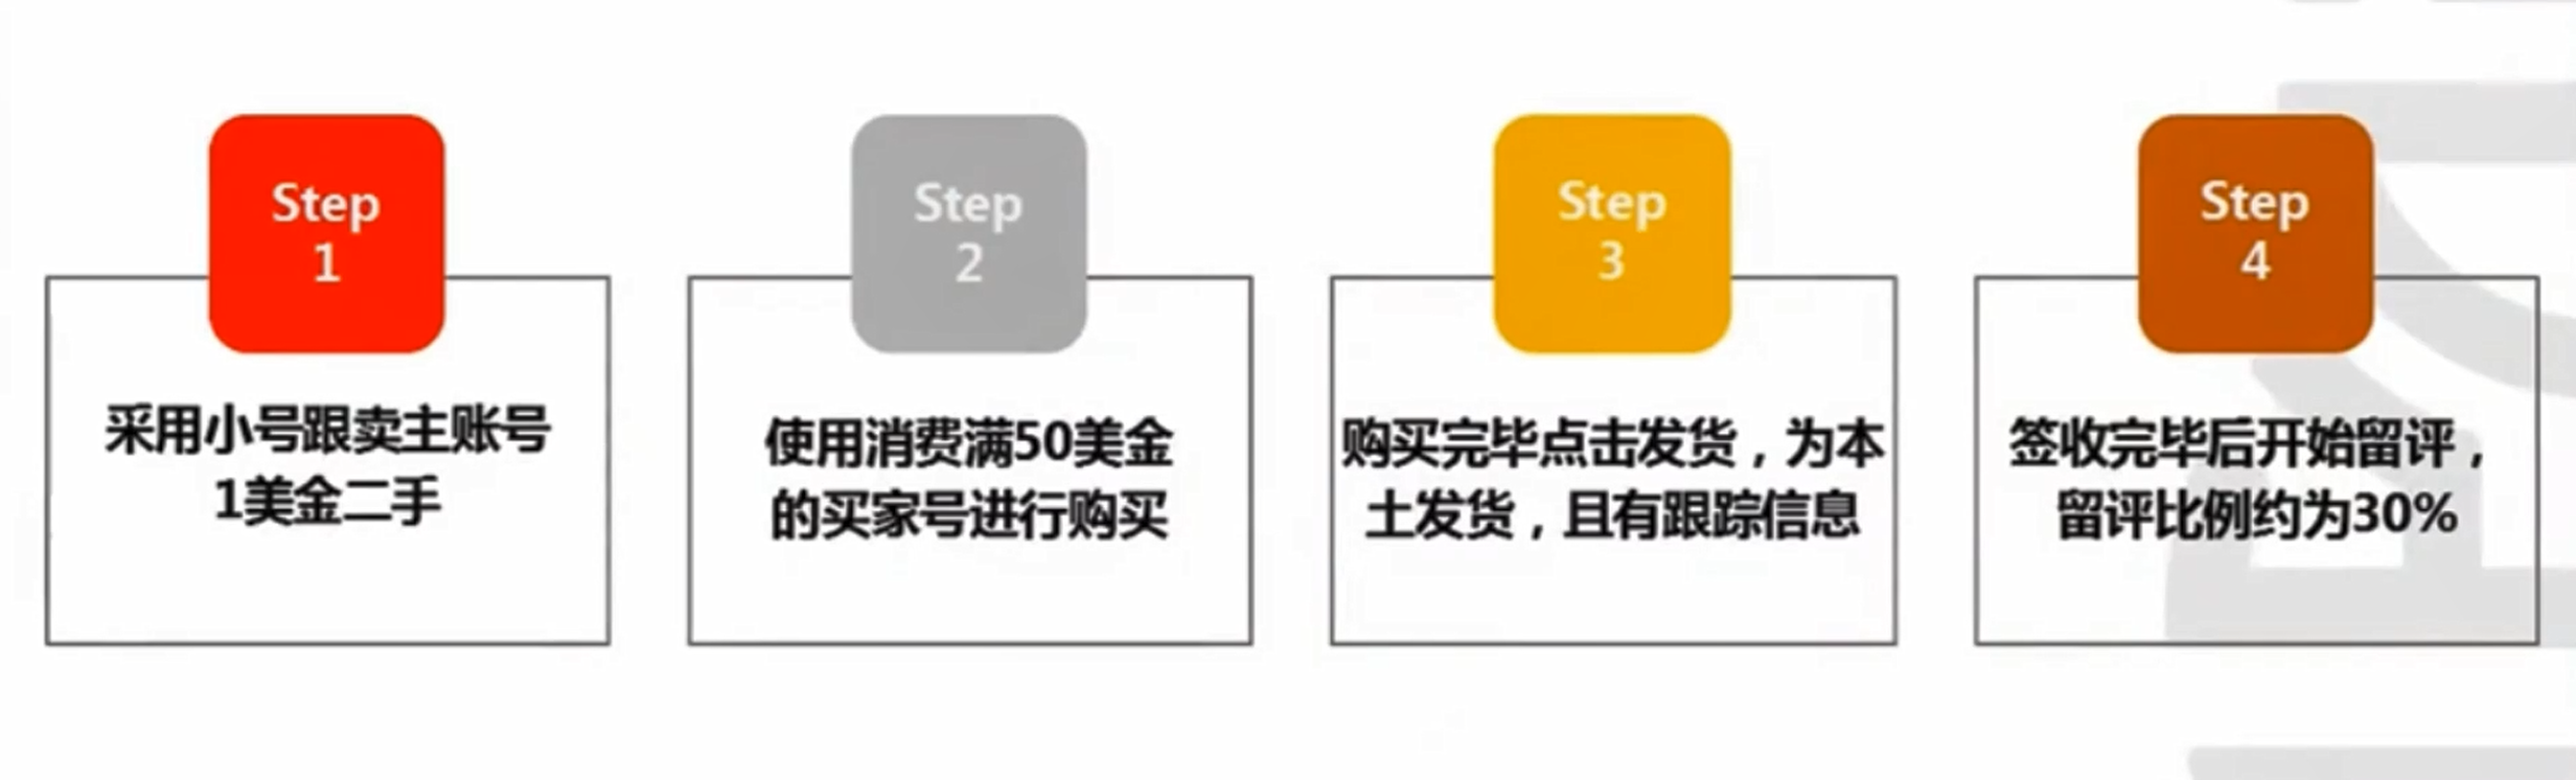 Step
1
采用小号跟卖主账号
1美金二手
Step
2
使用消费满50美金
的买家号进行购买
Step
3
购买完毕点击发货，为本
土发货，且有跟踪信息
Step
4
签收完毕后开始留评，
留评比例约为30%